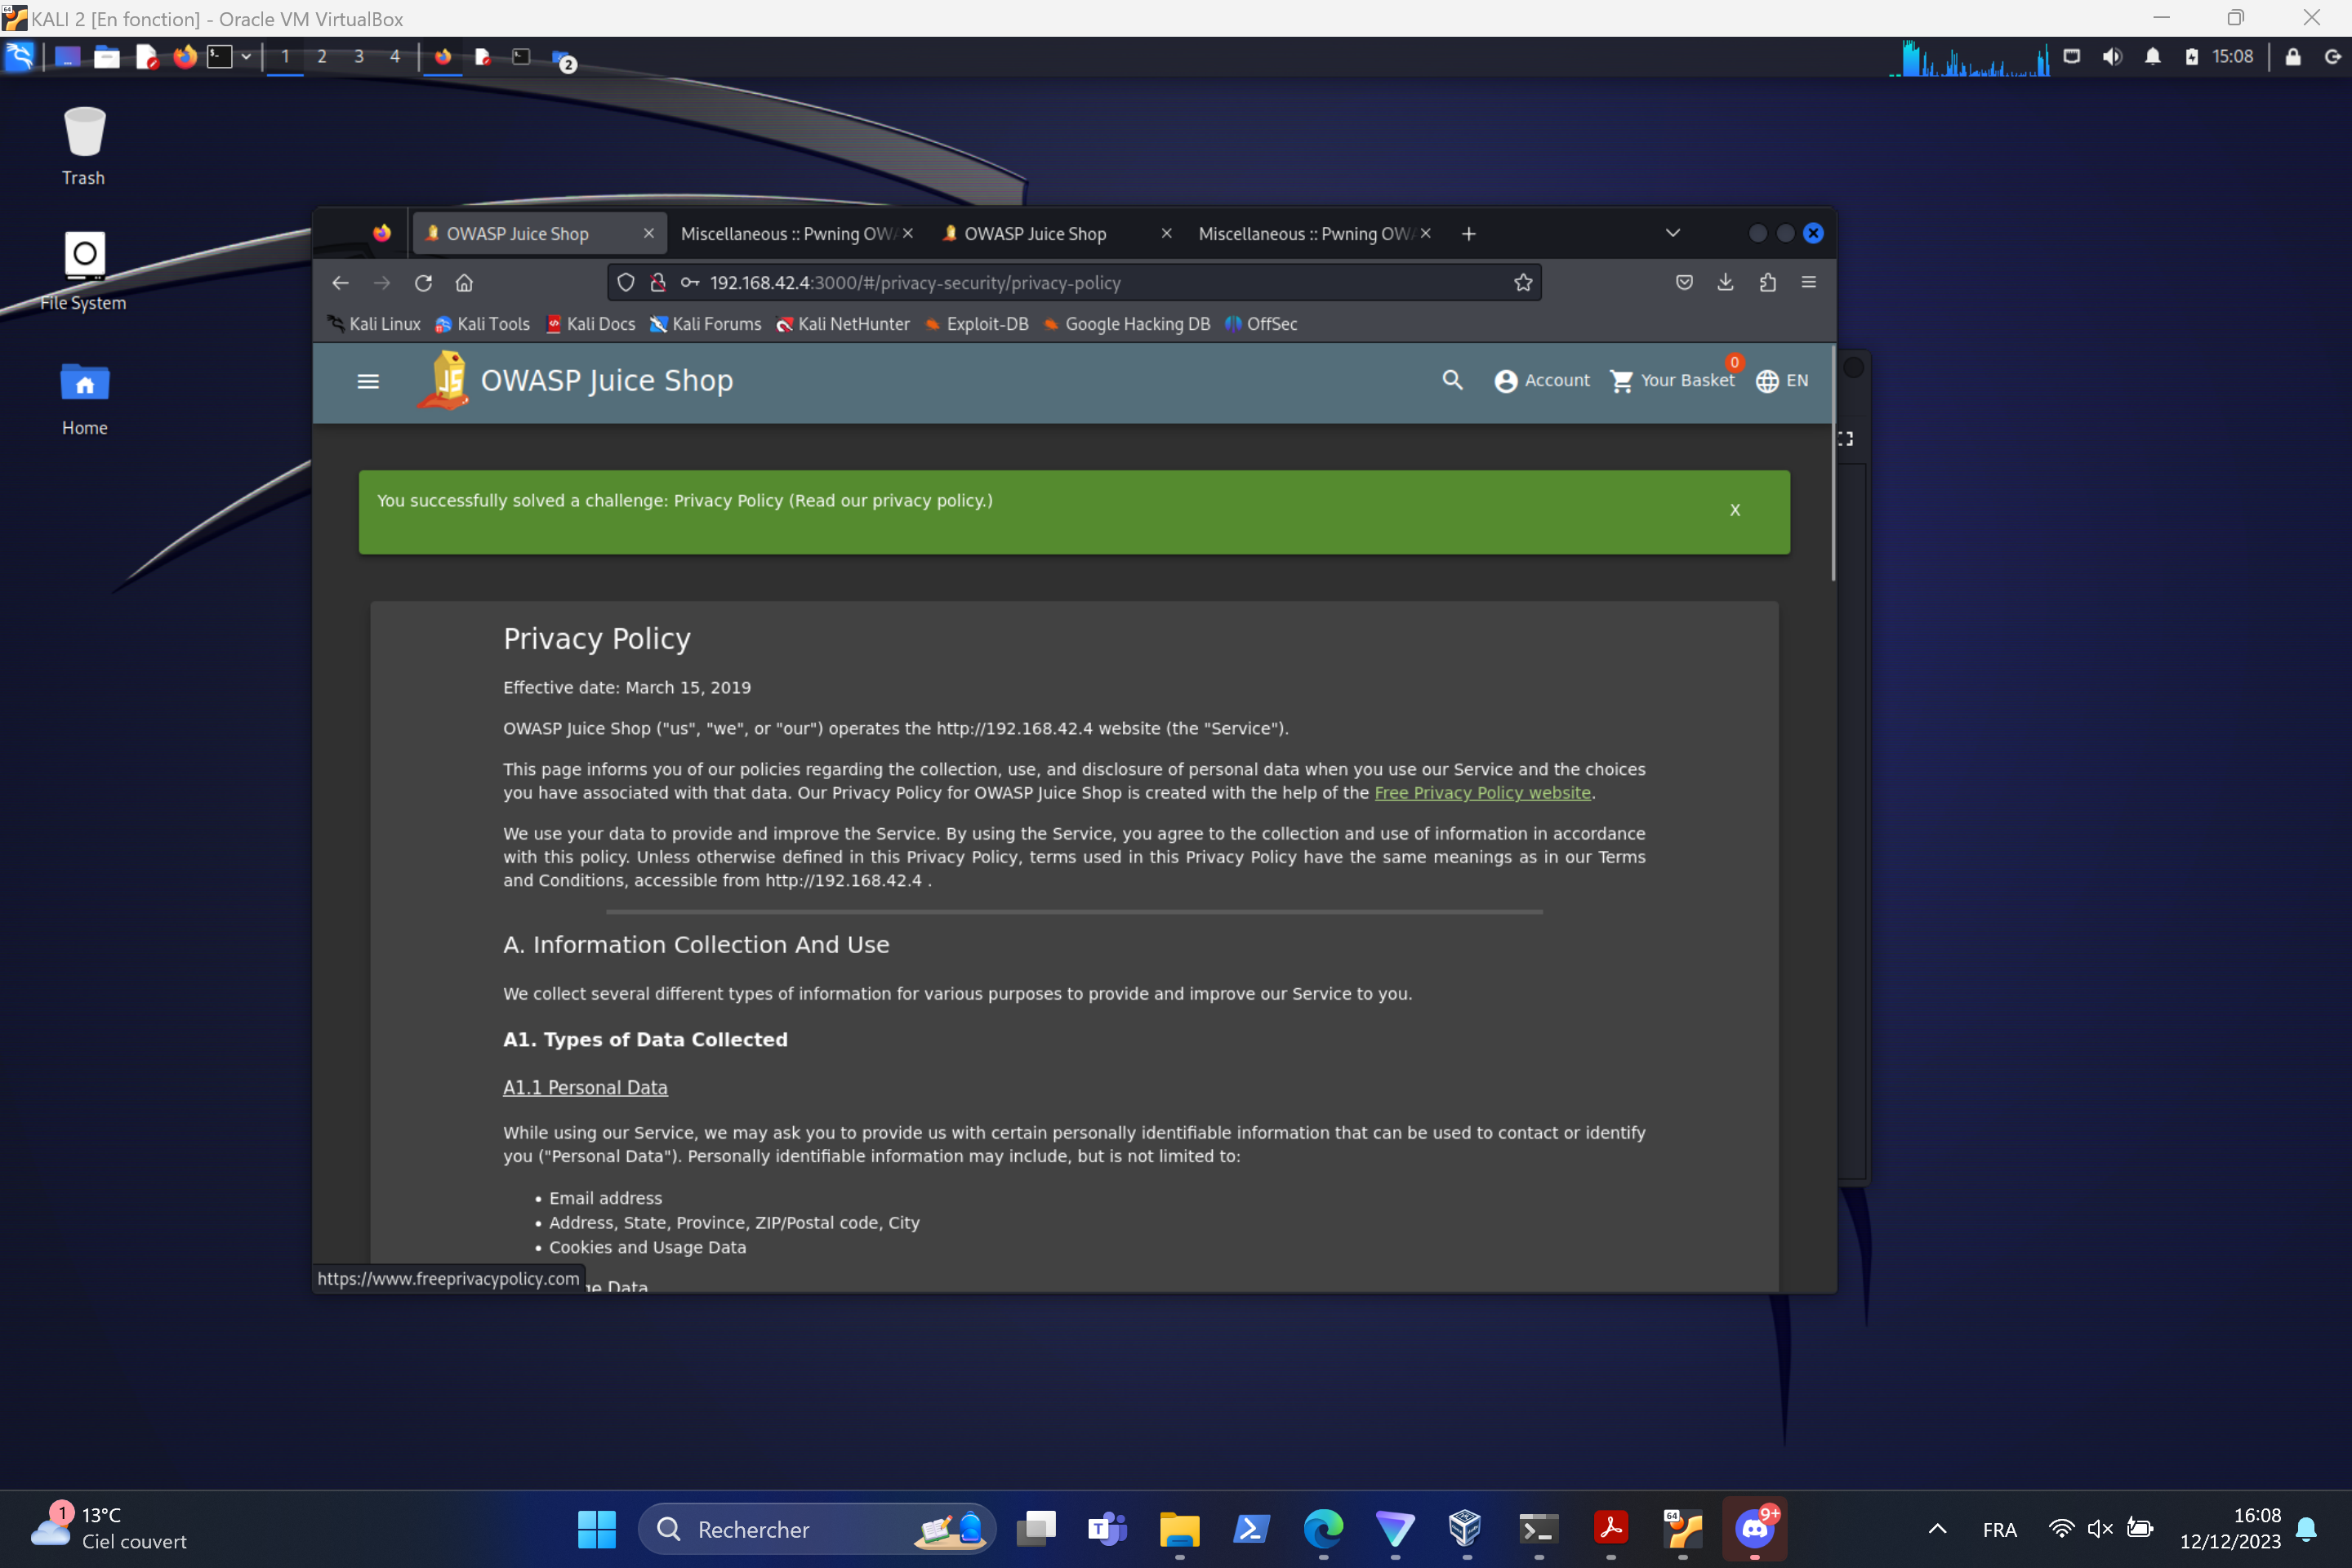 KALI 2 [En fonction] - Oracle VM VirtualBox
1 2 3 4
2
15:08
Trash
File System
Home
OWASP Juice Shop
Miscellaneous :: Pwning OWA
OWASP Juice Shop
Miscellaneous :: Pwning OWA
192.168.42.4:3000/#/privacy-security/privacy-policy
Kali Linux Kali Tools Kali Docs Kali Forums Kali NetHunter Exploit-DB Google Hacking DB OffSec
JS
OWASP Juice Shop
Account
Your Basket
0
EN
You successfully solved a challenge: Privacy Policy (Read our privacy policy.)
X
Privacy Policy
Effective date: March 15, 2019
OWASP Juice Shop ("us", "we", or "our") operates the http://192.168.42.4 website (the "Service").
This page informs you of our policies regarding the collection, use, and disclosure of personal data when you use our Service and the choices
you have associated with that data. Our Privacy Policy for OWASP Juice Shop is created with the help of the Free Privacy Policy website.
We use your data to provide and improve the Service. By using the Service, you agree to the collection and use of information in accordance
with this policy. Unless otherwise defined in this Privacy Policy, terms used in this Privacy Policy have the same meanings as in our Terms
and Conditions, accessible from http://192.168.42.4 .
A. Information Collection And Use
We collect several different types of information for various purposes to provide and improve our Service to you.
A1. Types of Data Collected
A1.1 Personal Data
While using our Service, we may ask you to provide us with certain personally identifiable information that can be used to contact or identify
you ("Personal Data"). Personally identifiable information may include, but is not limited to:
• Email address
• Address, State, Province, ZIP/Postal code, City
• Cookies and Usage Data
https://www.freeprivacypolicy.com
ge Data
1
13°C
Ciel couvert
Rechercher
64
9+
FRA
16:08
12/12/2023